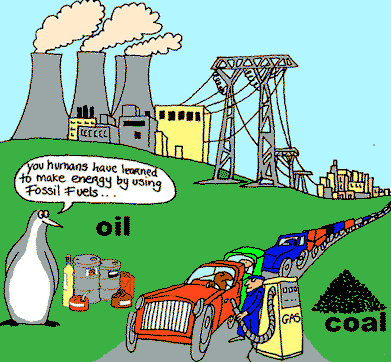 you humans have learned
to make energy by using
Fossil Fuels...
oil
GAS
coal